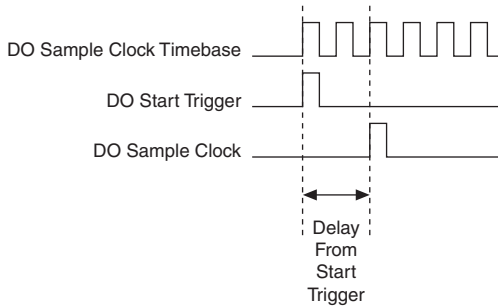 DO Sample Clock Timebase
DO Start Trigger
DO Sample Clock
Delay
From
Start
Trigger